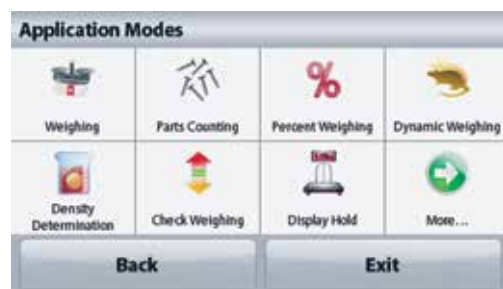 Application Modes
Weighing
Parts Counting
Percent Weighing
Dynamic Weighing
Density
Determination
Check Weighing
Display Hold
More...
Back
Exit